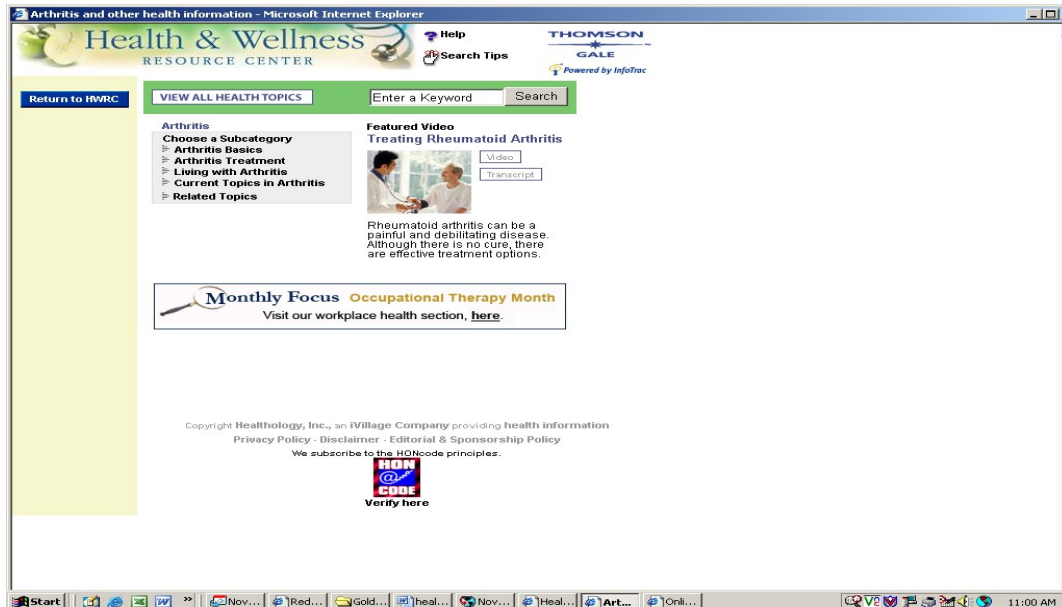 Arthritis and other health information - Microsoft Internet Explorer
Health & Wellness
RESOURCE CENTER
Help
Search Tips
THOMSON
GALE
Powered by InfoTrac
Return to HWRC
VIEW ALL HEALTH TOPICS
Enter a Keyword
Search
Arthritis
Choose a Subcategory
Arthritis Basics
Arthritis Treatment
Living with Arthritis
Current Topics in Arthritis
Related Topics
Featured Video
Treating Rheumatoid Arthritis
Video
Transcript
Rheumatoid arthritis can be a
painful and debilitating disease.
Although there is no cure, there
are effective treatment options.
Monthly Focus Occupational Therapy Month
Visit our workplace health section, here.
Copyright Healthology, Inc., an iVillage Company providing health information
Privacy Policy - Disclaimer - Editorial & Sponsorship Policy
We subscribe to the HONcode principles.
HON
@
CODE
Verify here
Start » Nov... Red... Gold... heal... Nov... Heal... Art... Onli... 11:00 AM